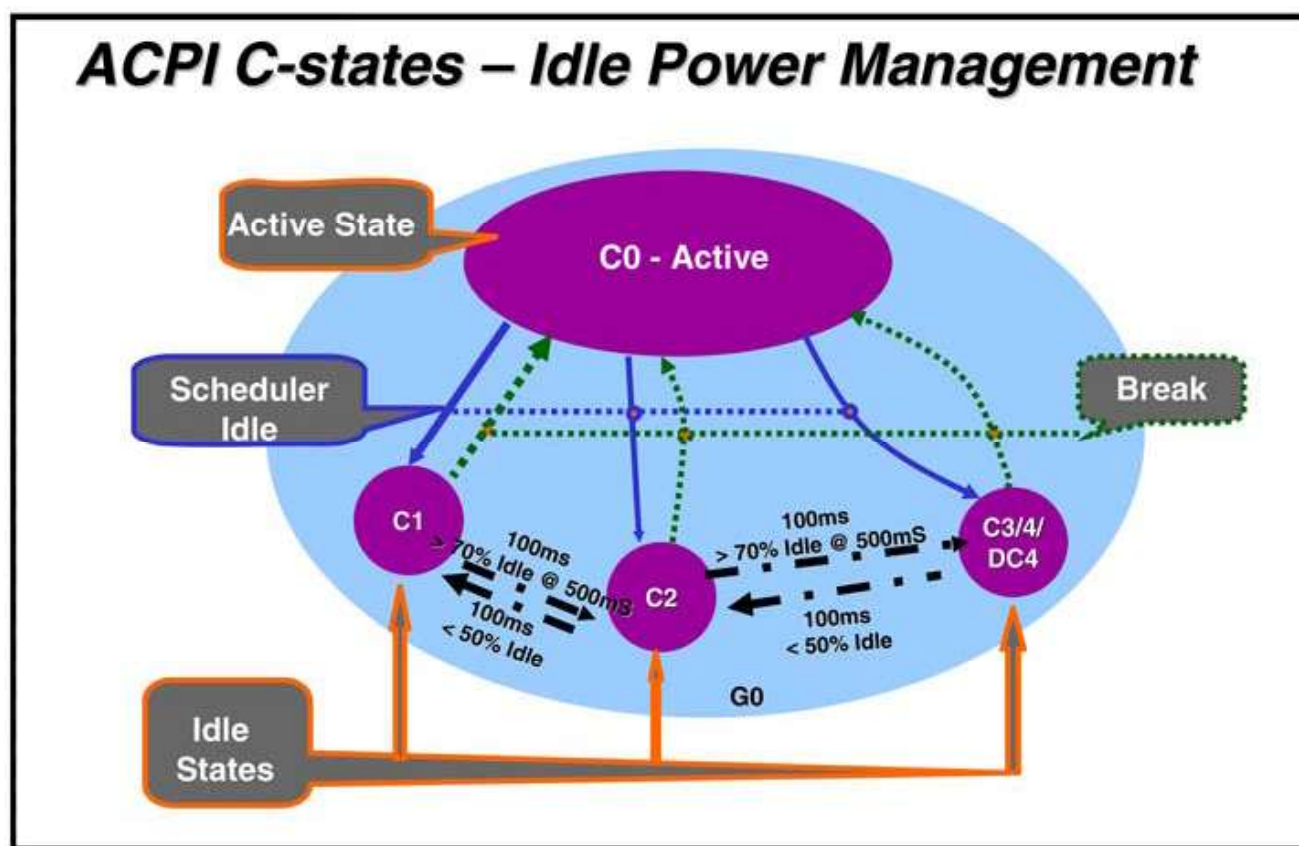 ACPI C-states – Idle Power Management
Active State
C0 - Active
Scheduler
Idle
Break
C1
100ms
> 70% Idle @ 500mS
100ms
< 50% Idle
C2
100ms
> 70% Idle @ 500mS
100ms
< 50% Idle
C3/4/
DC4
G0
Idle
States